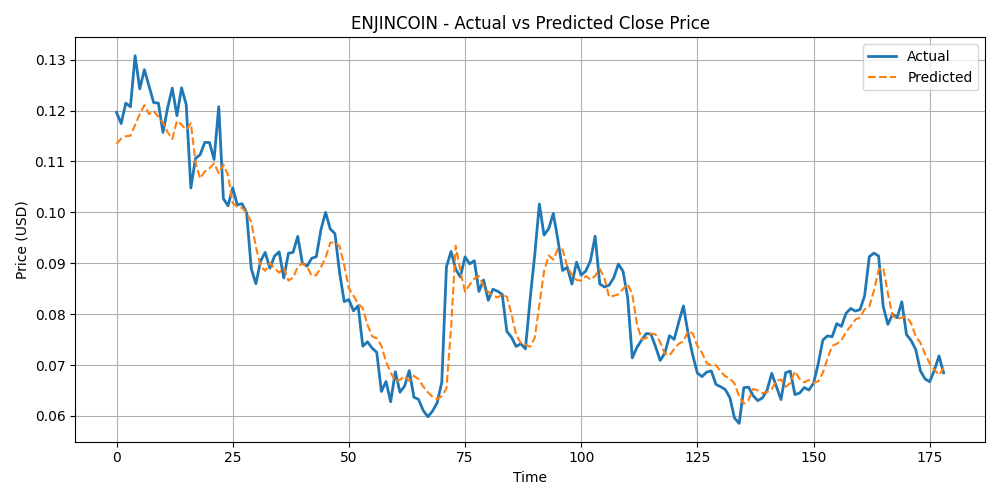 ENJINCOIN - Actual vs Predicted Close Price
Actual
Predicted
Price (USD)
0.13
0.12
0.11
0.10
0.09
0.08
0.07
0.06
0 25 50 75 100 125 150 175
Time